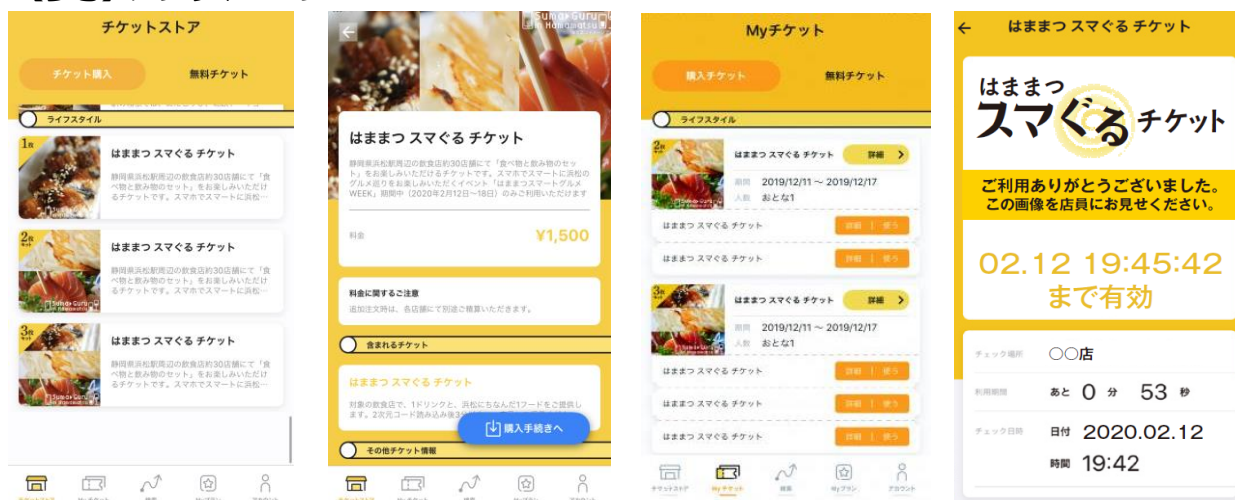 チケットストア
チケット購入
無料チケット
ライフスタイル
1枚
はままつ スマぐる チケット
静岡県浜松駅周辺の飲食店約30店舗にて「食
べ物と飲み物のセット」をお楽しみいただけ
るチケットです。スマホでスマートに浜松…
2枚
セット
はままつ スマぐる チケット
静岡県浜松駅周辺の飲食店約30店舗にて「食
べ物と飲み物のセット」をお楽しみいただけ
るチケットです。スマホでスマートに浜松…
3枚
セット
はままつ スマぐる チケット
静岡県浜松駅周辺の飲食店約30店舗にて「食
べ物と飲み物のセット」をお楽しみいただけ
るチケットです。スマホでスマートに浜松…
Suma●Guru
in Hamamatsu
はままつ スマぐる チケット
静岡県浜松駅周辺の飲食店約30店舗にて「食べ物と飲み物のセッ
ト」をお楽しみいただけるチケットです。スマホでスマートに浜松の
グルメ巡りをお楽しみいただくイベント「はままつスマートグルメ
WEEK」期間中（2020年2月12日～18日）のみご利用いただけます
料金
¥1,500
料金に関するご注意
追加注文時は、各店舗にて別途ご精算いただきます。
含まれるチケット
はままつ スマぐる チケット
対象の飲食店で、1ドリンクと、浜松にちなんだ1フードをご提供し
ます。2次元コード読み込み後3
購入手続きへ
その他チケット情報
Myチケット
購入チケット
無料チケット
ライフスタイル
2枚
セット
はままつ スマぐる チケット
詳細
期間 2019/12/11 ～ 2019/12/17
人数 おとな1
はままつ スマぐる チケット
詳細 | 使う
はままつ スマぐる チケット
詳細 | 使う
3枚
セット
はままつ スマぐる チケット
詳細
期間 2019/12/11 ～ 2019/12/17
人数 おとな1
はままつ スマぐる チケット
詳細 | 使う
はままつ スマぐる チケット
詳細 | 使う
はままつ スマぐる チケット
詳細 | 使う
チケットストア
Myチケット
検索
Myプラン
アカウント
はままつ スマぐる チケット
はままつ
スマぐる チケット
ご利用ありがとうございました。
この画像を店員にお見せください。
02.12 19:45:42
まで有効
チェック場所 ○○店
利用期間 あと 0 分 53 秒
チェック日時 日付 2020.02.12
時間 19:42